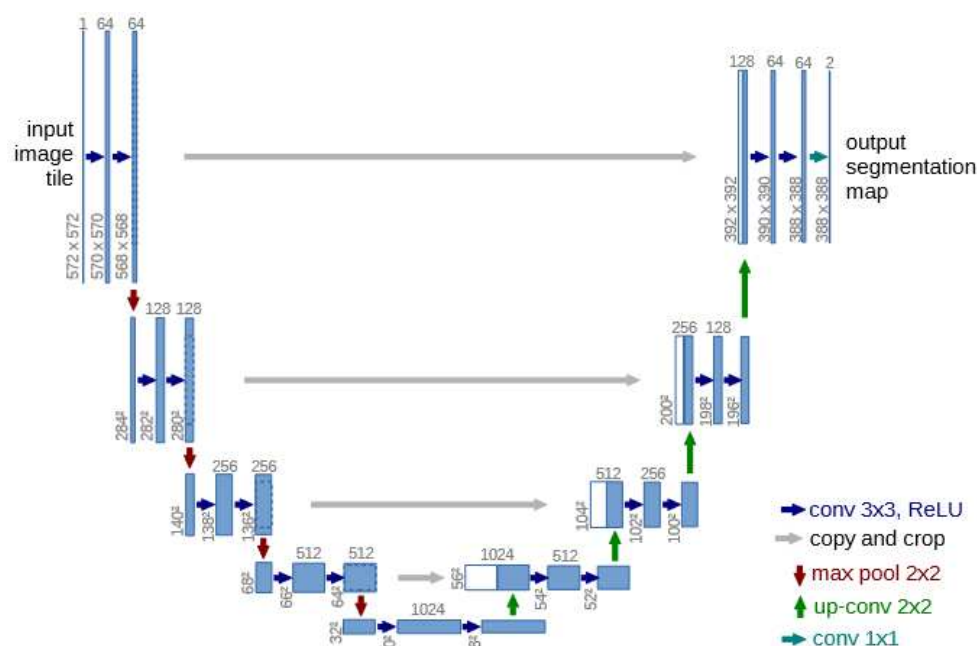 1 64 64
input
image
tile
572 x 572
570 x 570
568 x 568
128 64 64 2
output
segmentation
map
392 x 392
390 x 390
388 x 388
388 x 388
128 128
284²
282²
280²
256 128
200²
198²
196²
256 256
140²
138²
136²
512 256
104²
102²
100²
512 512
68²
66²
64²
1024 512
56²
54²
52²
1024
32²
conv 3x3, ReLU
copy and crop
max pool 2x2
up-conv 2x2
conv 1x1